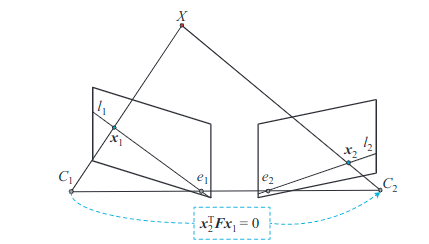 X
l₁
x₁
x₂
l₂
C₁
e₁
e₂
C₂
x₂ᵀFx₁ = 0